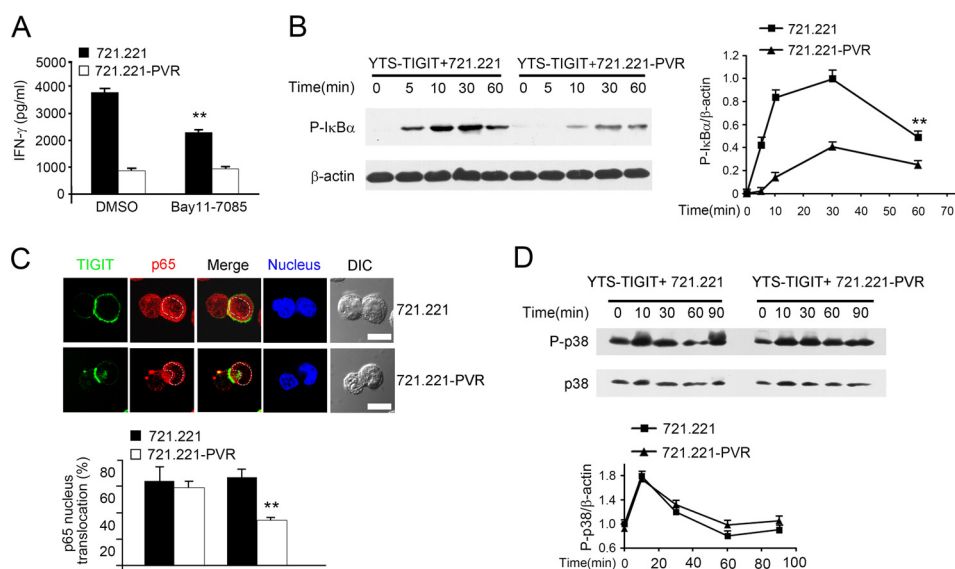 A
721.221
721.221-PVR
IFN-γ (pg/ml)
5000
4000
3000
2000
1000
0
**
DMSO
Bay11-7085
B
YTS-TIGIT+721.221
YTS-TIGIT+721.221-PVR
Time(min) 0 5 10 30 60 0 5 10 30 60
P-IκBα
β-actin
721.221
721.221-PVR
P-IκBα/β-actin
1.2
1.0
0.8
0.6
0.4
0.2
0
**
Time(min) 0 10 20 30 40 50 60 70
C
TIGIT p65 Merge Nucleus DIC
721.221
721.221-PVR
721.221
721.221-PVR
p65 nucleus translocation (%)
80
60
40
20
0
**
D
YTS-TIGIT+ 721.221
YTS-TIGIT+ 721.221-PVR
Time(min) 0 10 30 60 90 0 10 30 60 90
P-p38
p38
721.221
721.221-PVR
P-p38/β-actin
1.8
1.4
1.0
0.6
Time(min) 0 20 40 60 80 100